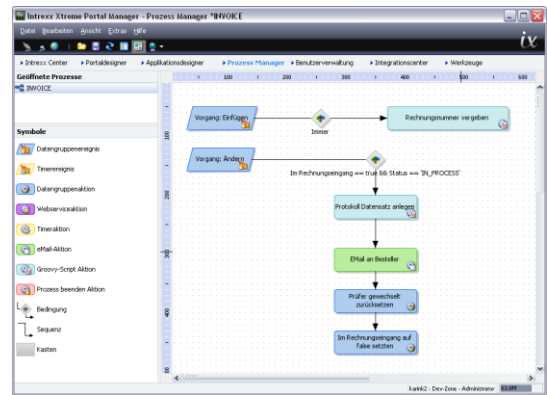 Intrexx Xtreme Portal Manager - Prozess Manager *INVOICE
Datei Bearbeiten Ansicht Extras Hilfe
ix
Intrexx Center Portaldesigner Applikationsdesigner Prozess Manager Benutzerverwaltung Integrationscenter Werkzeuge
Geöffnete Prozesse
INVOICE
100 200 300 400 500 600
Symbole
Datengruppenereignis
Timerereignis
Datengruppenaktion
Webserviceaktion
Timeraktion
eMail-Aktion
Groovy-Script Aktion
Prozess beenden Aktion
Bedingung
Sequenz
Kasten
100
200
300
400
Vorgang: Einfügen
Immer
Rechnungsnummer vergeben
Vorgang: Ändern
Im Rechnungseingang == true && Status == 'IN_PROCESS'
Protokoll Datensatz anlegen
EMail an Besteller
Prüfer gewechselt
zurücksetzen
Im Rechnungseingang auf
False setzten
karinki2 - Dev-Zone - Administrator